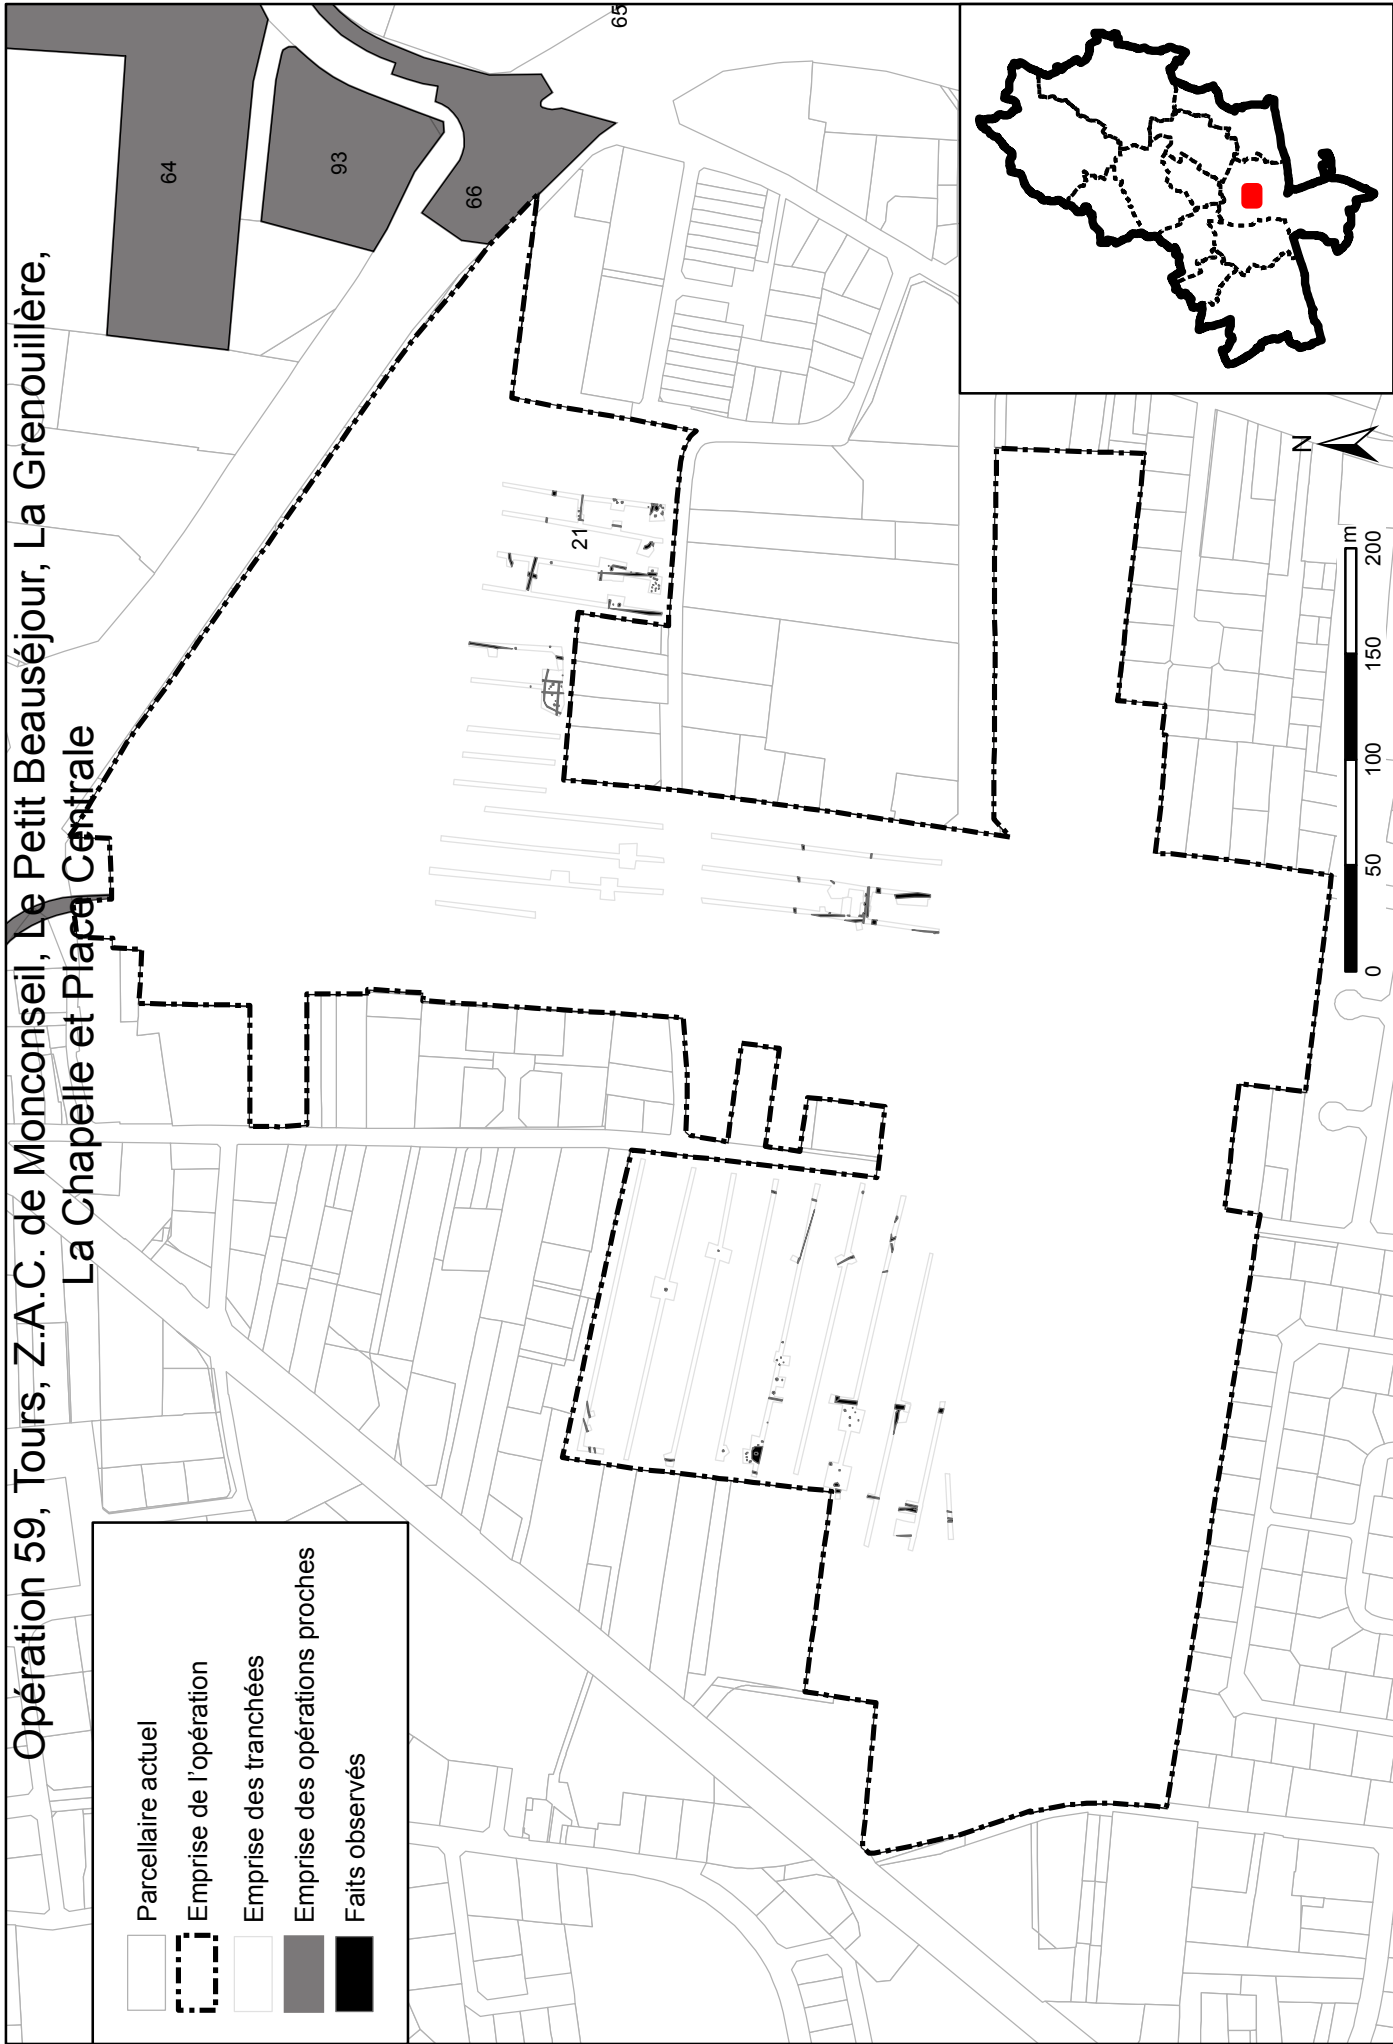 Opération 59, Tours, Z.A.C. de Monconseil, Le Petit Beauséjour, La Grenouillère,
La Chapelle et Place Centrale
64
93
66
65
21
Parcellaire actuel
Emprise de l'opération
Emprise des tranchées
Emprise des opérations proches
Faits observés
N
0 50 100 150 200
m